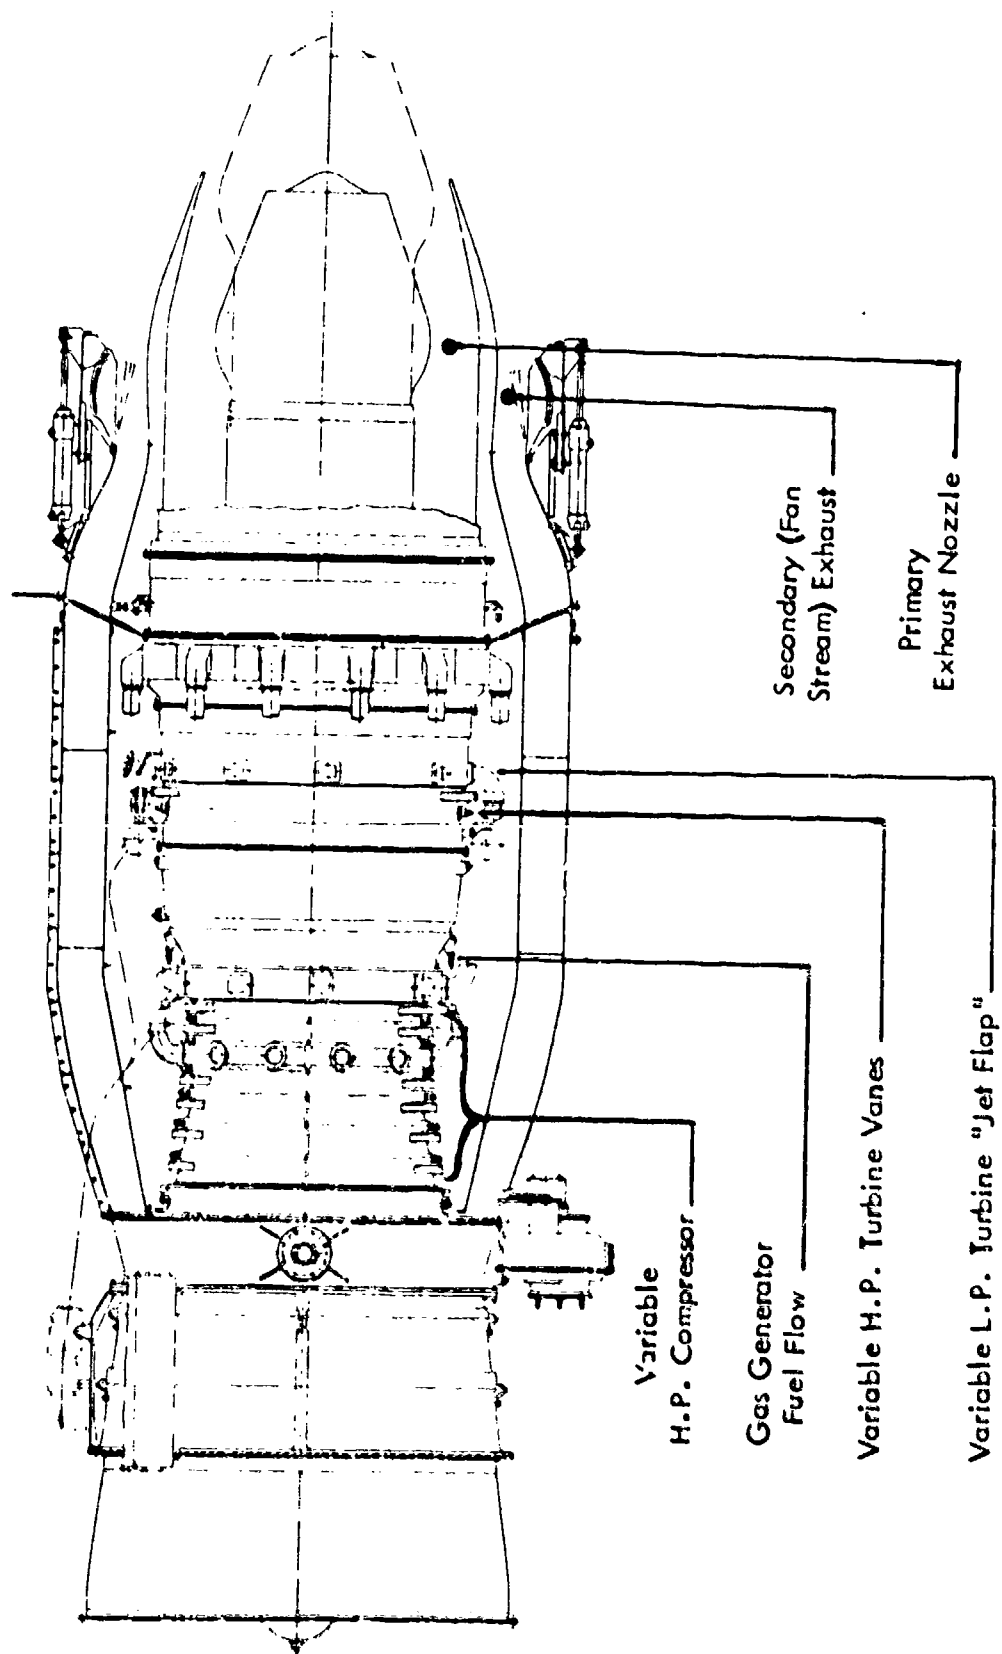 Variable
H.P. Compressor
Gas Generator
Fuel Flow
Variable H.P. Turbine Vanes
Variable L.P. Turbine "Jet Flap"
Secondary (Fan
Stream) Exhaust
Primary
Exhaust Nozzle